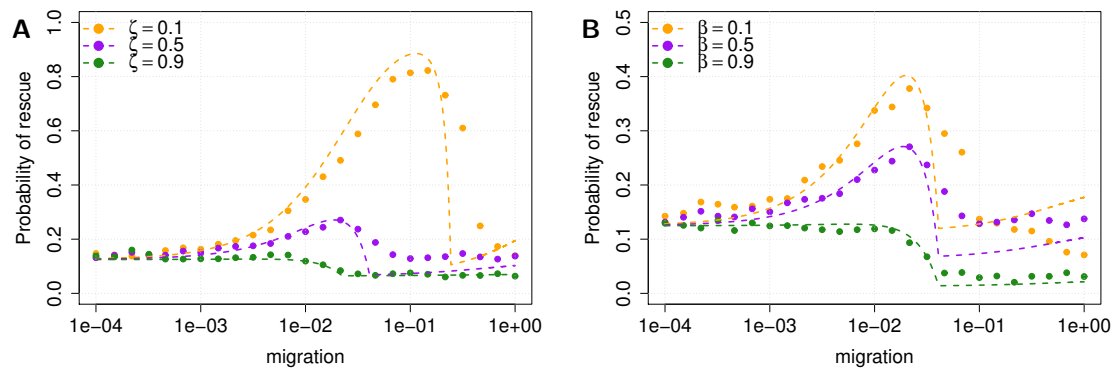 A
ζ = 0.1
ζ = 0.5
ζ = 0.9
Probability of rescue
1.0
0.8
0.6
0.4
0.2
0.0
1e−04
1e−03
1e−02
1e−01
1e+00
migration
B
β = 0.1
β = 0.5
β = 0.9
Probability of rescue
0.5
0.4
0.3
0.2
0.1
0.0
1e−04
1e−03
1e−02
1e−01
1e+00
migration